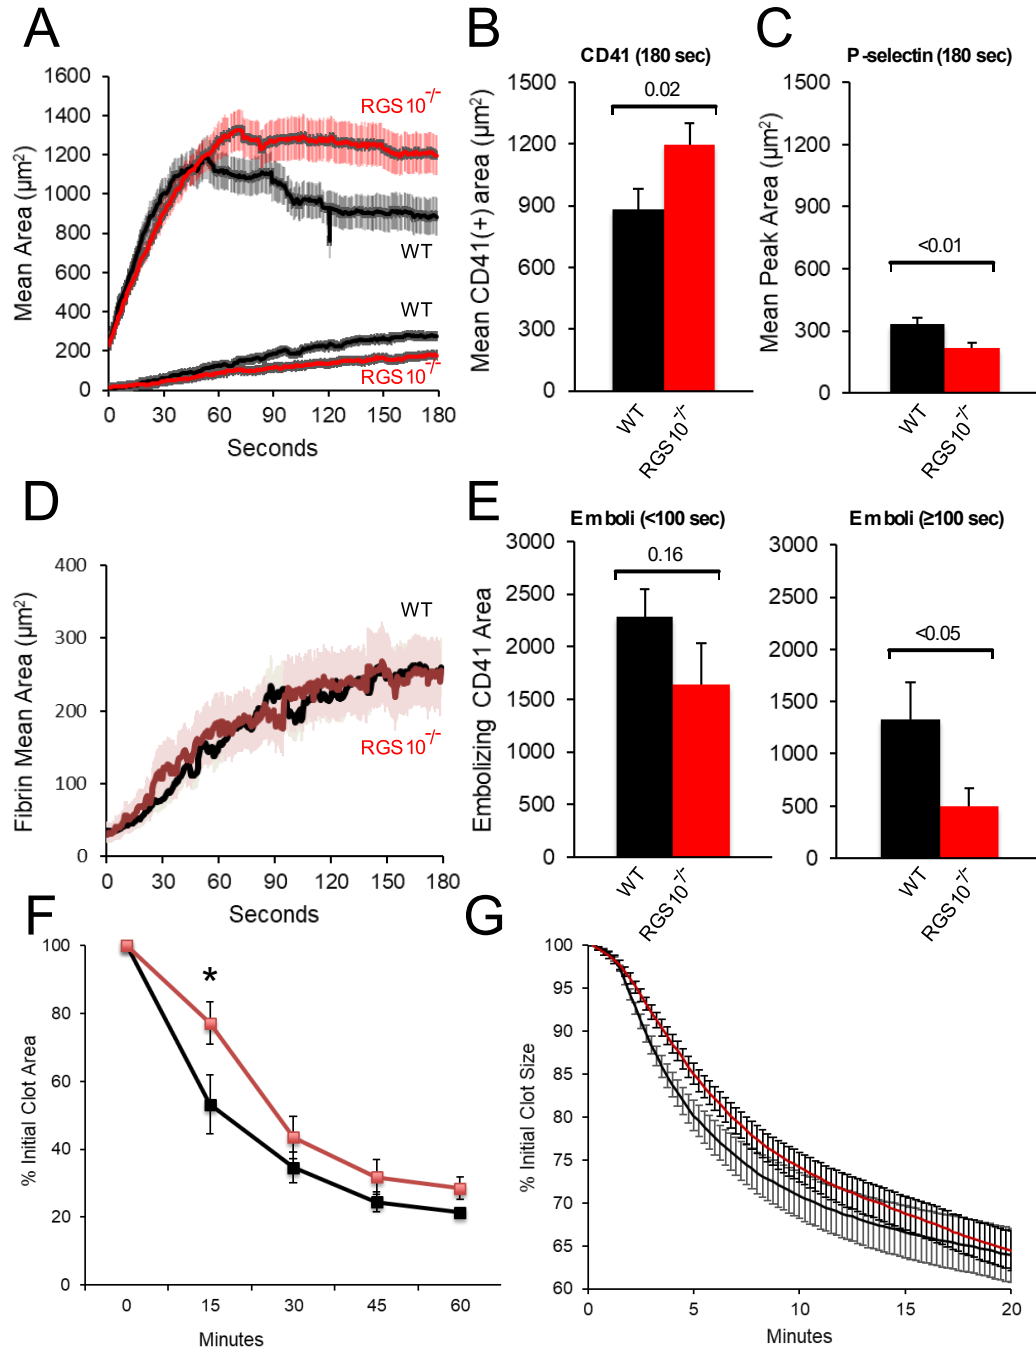 A
B
C
CD41 (180 sec)
P-selectin (180 sec)
1600
1400
1200
1000
800
600
400
200
0
Mean Area (µm²)
RGS10⁻/⁻
WT
WT
RGS10⁻/⁻
0 30 60 90 120 150 180
Seconds
1500
1200
900
600
300
0
Mean CD41(+) area (µm²)
0.02
WT
RGS10⁻/⁻
1500
1200
900
600
300
0
Mean Peak Area (µm²)
<0.01
WT
RGS10⁻/⁻
D
E
Emboli (<100 sec)
Emboli (≥100 sec)
400
300
200
100
0
Fibrin Mean Area (µm²)
WT
RGS10⁻/⁻
0 30 60 90 120 150 180
Seconds
3000
2500
2000
1500
1000
500
0
Embolizing CD41 Area
0.16
WT
RGS10⁻/⁻
3000
2500
2000
1500
1000
500
0
<0.05
WT
RGS10⁻/⁻
F
G
100
80
60
40
20
0
% Initial Clot Area
*
0 15 30 45 60
Minutes
100
95
90
85
80
75
70
65
60
% Initial Clot Size
0 5 10 15 20
Minutes